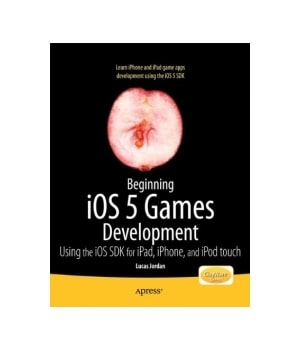 Learn iPhone and iPad game apps
development using the iOS 5 SDK
Beginning
iOS 5 Games
Development
Using the iOS SDK for iPad, iPhone, and iPod touch
Lucas Jordan
Apress®